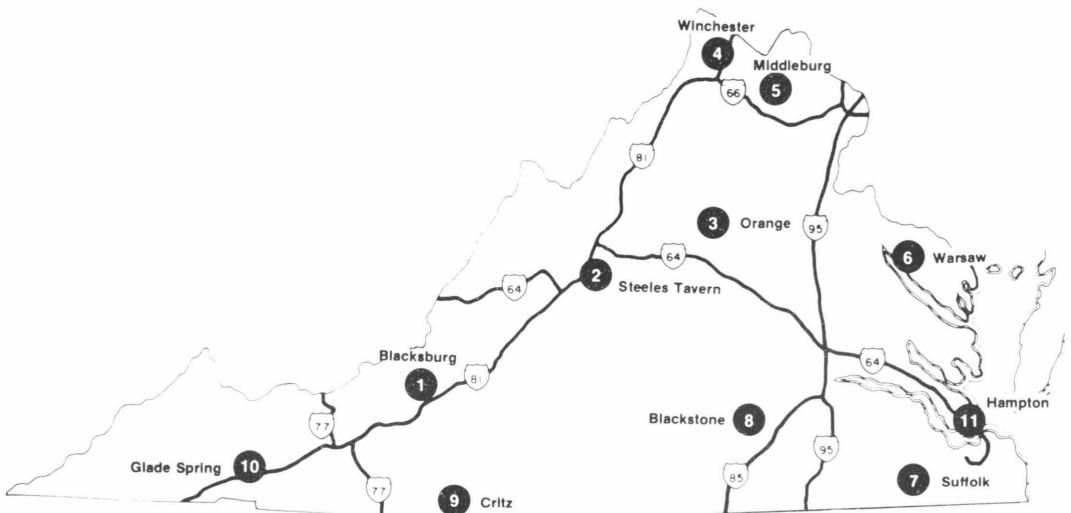 Winchester
4
Middleburg
5
66
81
3 Orange
95
6 Warsaw
64
2 Steeles Tavern
64
Blacksburg
1
81
64
Hampton
11
77
Blackstone 8
Glade Spring 10
95
85
7 Suffolk
77
9 Critz